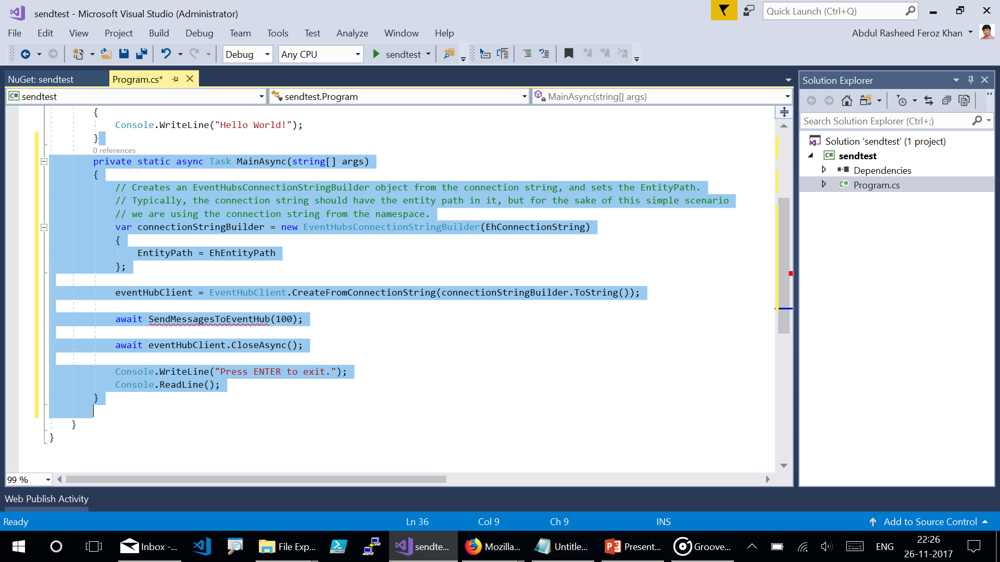 sendtest - Microsoft Visual Studio (Administrator)
Quick Launch (Ctrl+Q)
File Edit View Project Build Debug Team Tools Test Analyze Window Help
Abdul Rasheed Feroz Khan
Debug Any CPU sendtest
NuGet: sendtest Program.cs*
Solution Explorer
C# sendtest sendtest.Program MainAsync(string[] args)
Search Solution Explorer (Ctrl+;)
Solution 'sendtest' (1 project)
C# sendtest
Dependencies
C# Program.cs
{
Console.WriteLine("Hello World!");
}
0 references
private static async Task MainAsync(string[] args)
{
// Creates an EventHubsConnectionStringBuilder object from the connection string, and sets the EntityPath.
// Typically, the connection string should have the entity path in it, but for the sake of this simple scenario
// we are using the connection string from the namespace.
var connectionStringBuilder = new EventHubsConnectionStringBuilder(EhConnectionString)
{
EntityPath = EhEntityPath
};
eventHubClient = EventHubClient.CreateFromConnectionString(connectionStringBuilder.ToString());
await SendMessagesToEventHub(100);
await eventHubClient.CloseAsync();
Console.WriteLine("Press ENTER to exit.");
Console.ReadLine();
}
}
}
99 %
Web Publish Activity
Ready Ln 36 Col 9 Ch 9 INS Add to Source Control
Inbox -... File Exp... sendte... Mozilla... Untitle... Present... Groove... ENG 22:26
26-11-2017